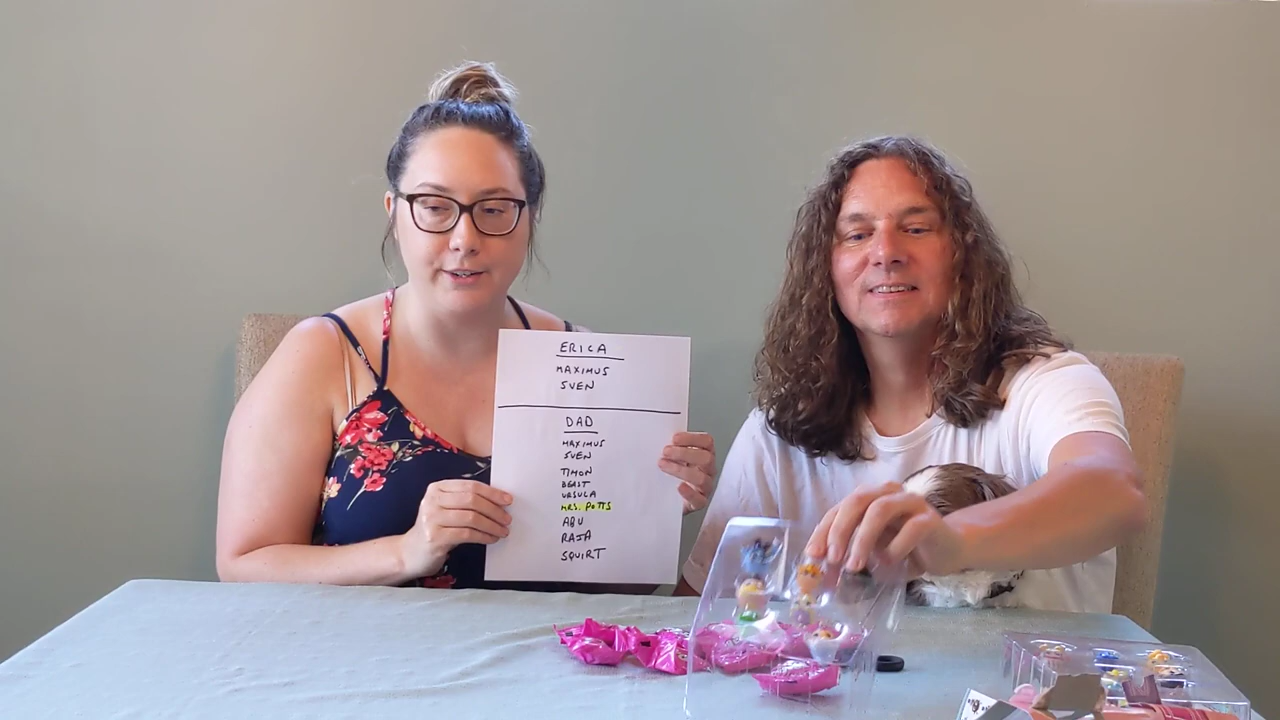 ERICA
MAXIMUS
SVEN
DAD
MAXIMUS
SVEN
TIMON
BEAST
URSULA
MRS. POTTS
ABU
RAJA
SQUIRT